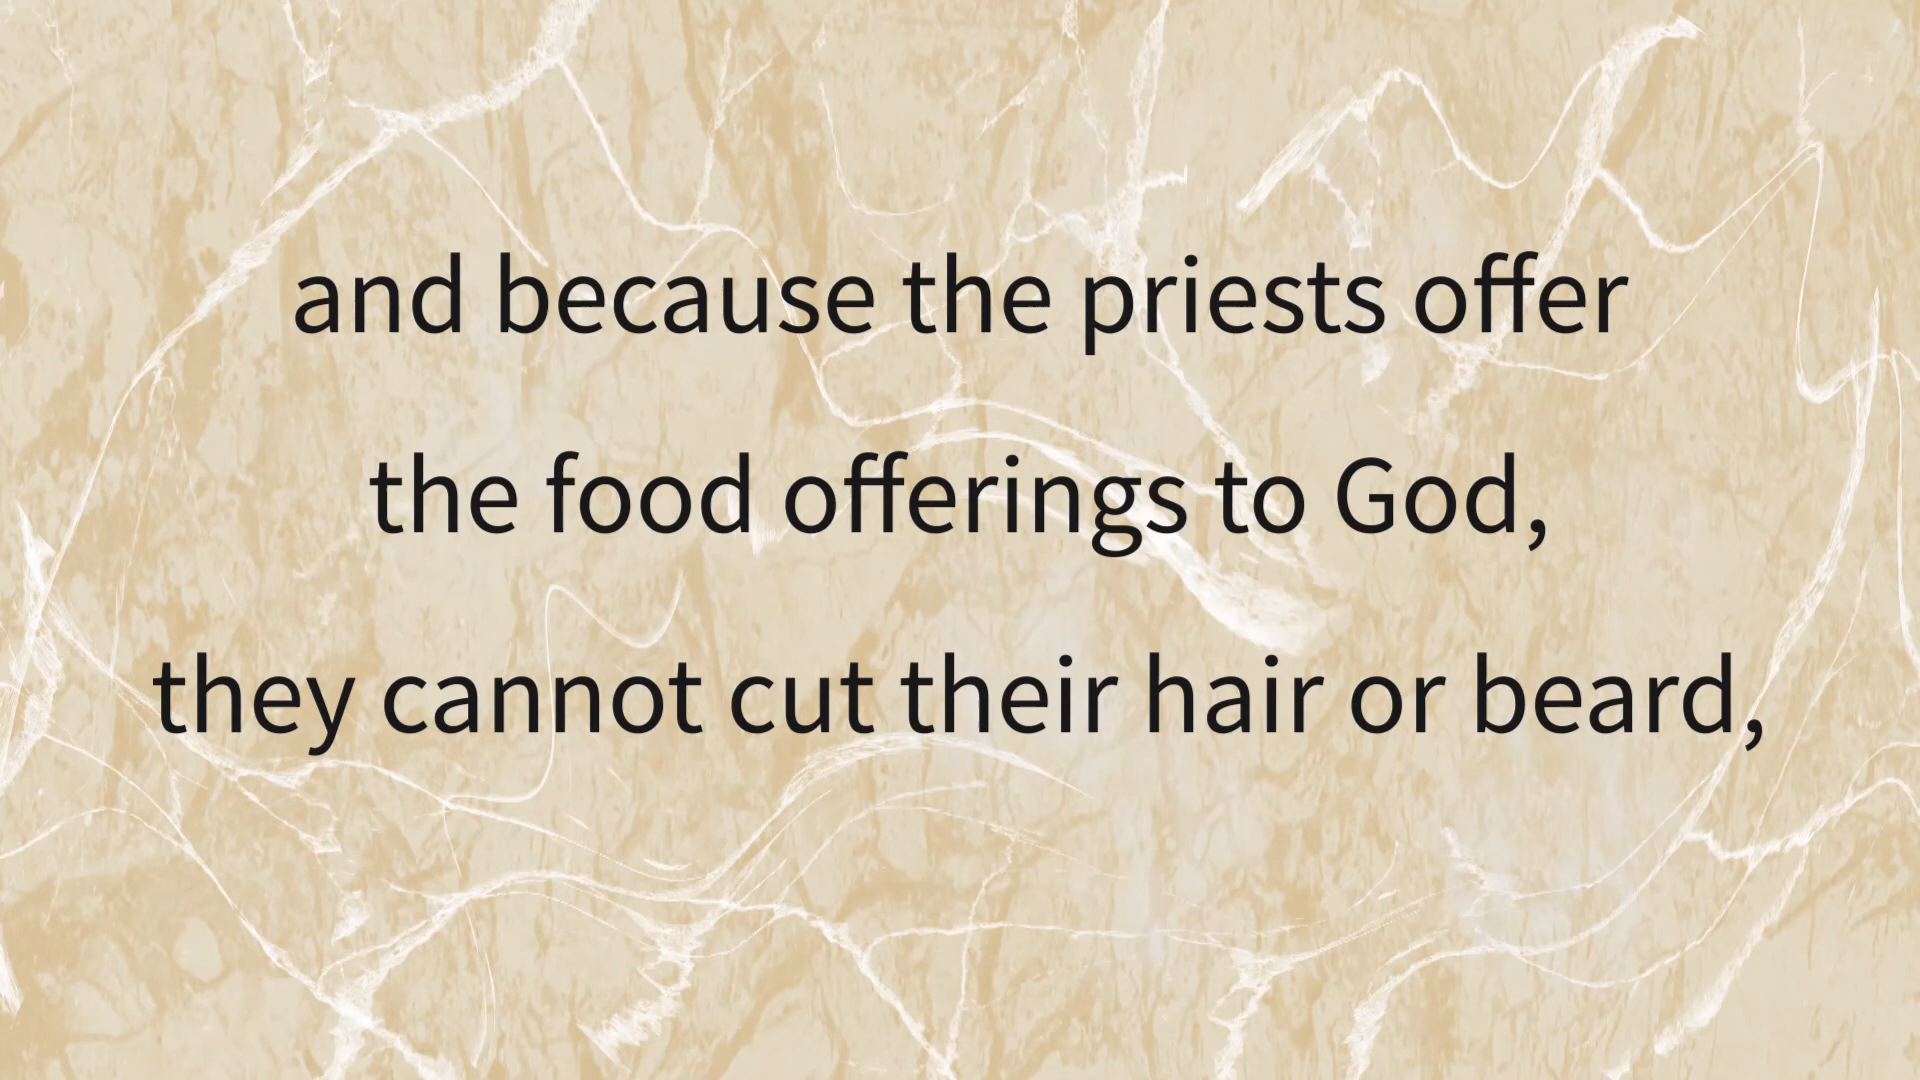 and because the priests offer
the food offerings to God,
they cannot cut their hair or beard,